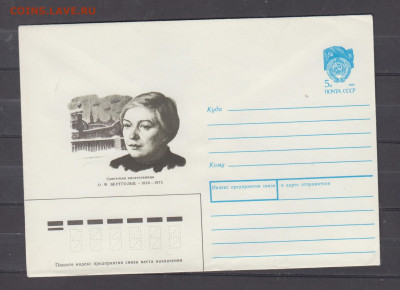 COINS.LAVE.RU
5к
ПОЧТА СССР
Куда
Кому
Советская писательница
О. Ф. БЕРГГОЛЬЦ · 1910–1975
Индекс предприятия связи и адрес отправителя
Пишите индекс предприятия связи места назначения